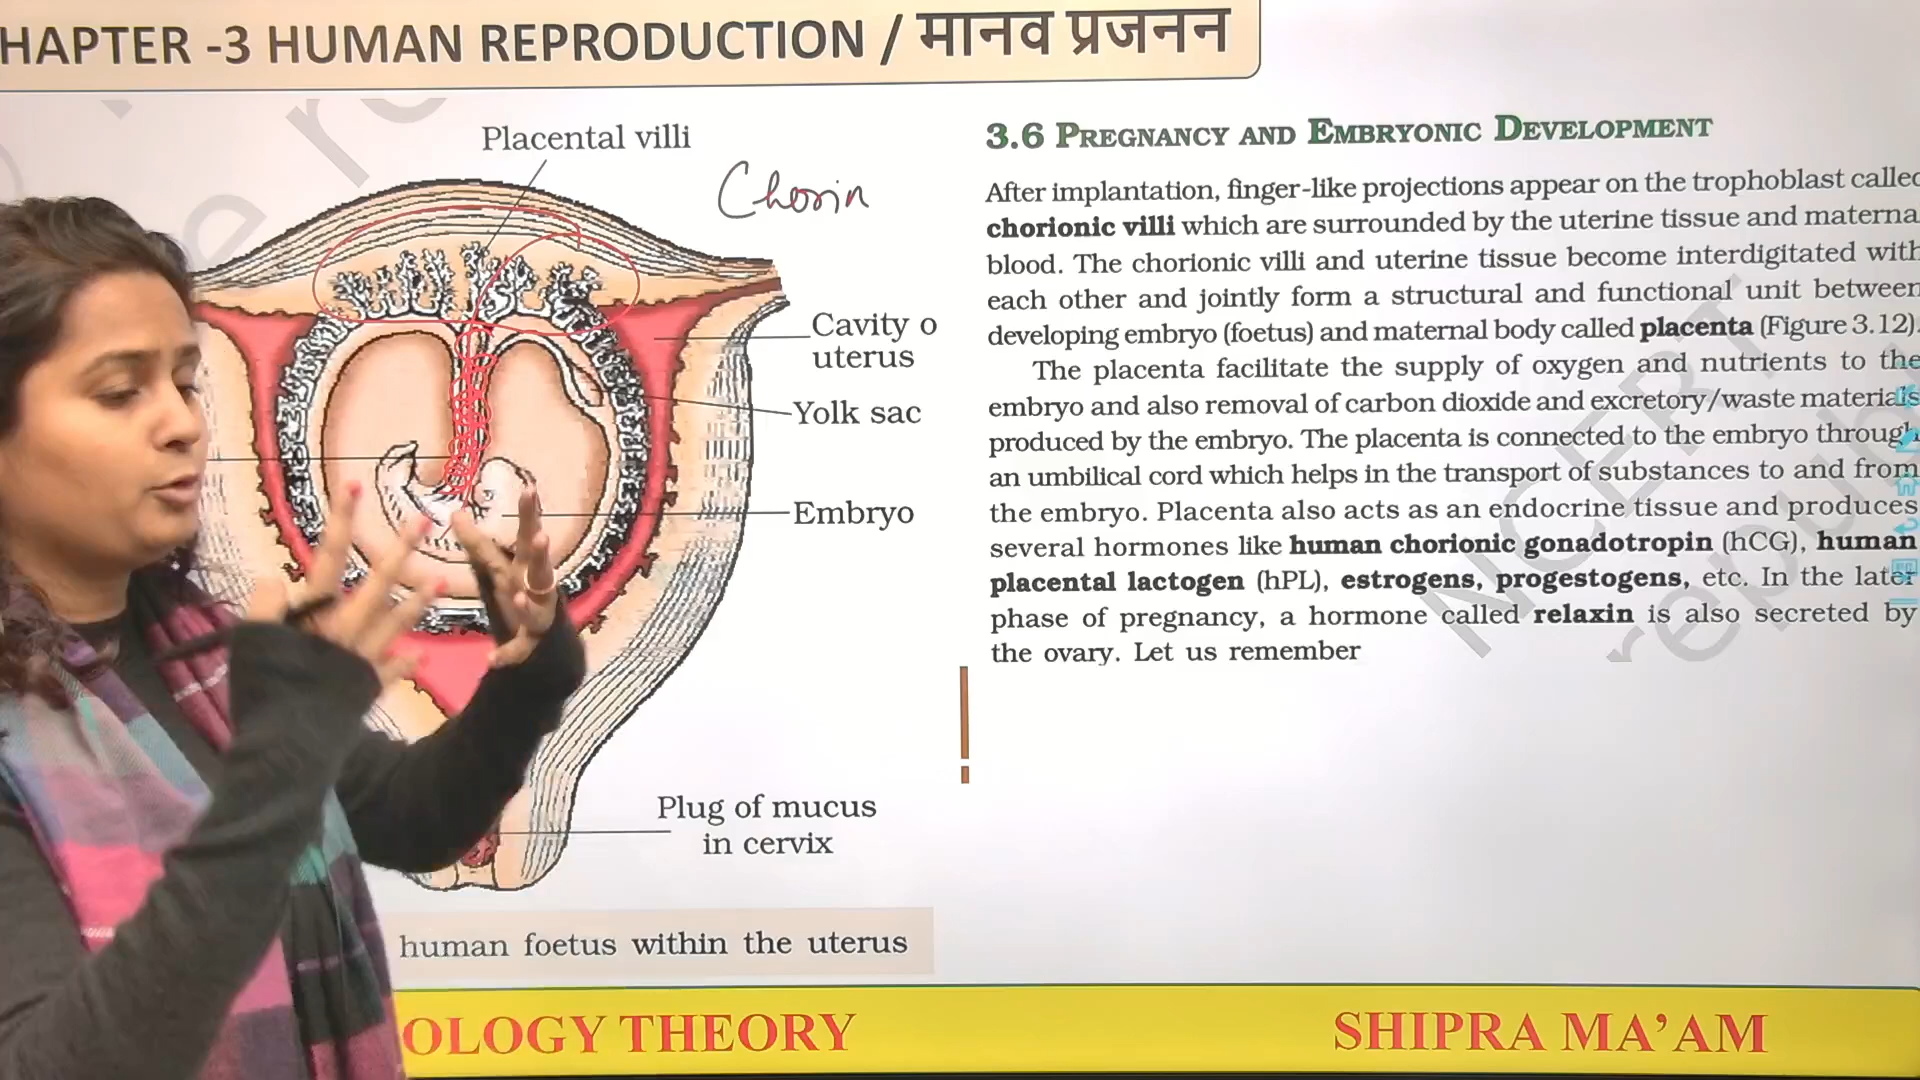 HAPTER -3 HUMAN REPRODUCTION / मानव प्रजनन
Placental villi
Chorin
Cavity o
uterus
Yolk sac
Embryo
Plug of mucus
in cervix
human foetus within the uterus
3.6 PREGNANCY AND EMBRYONIC DEVELOPMENT
After implantation, finger-like projections appear on the trophoblast called
chorionic villi which are surrounded by the uterine tissue and materna
blood. The chorionic villi and uterine tissue become interdigitated with
each other and jointly form a structural and functional unit between
developing embryo (foetus) and maternal body called placenta (Figure 3.12).
The placenta facilitate the supply of oxygen and nutrients to the
embryo and also removal of carbon dioxide and excretory/waste materials
produced by the embryo. The placenta is connected to the embryo through
an umbilical cord which helps in the transport of substances to and from
the embryo. Placenta also acts as an endocrine tissue and produces
several hormones like human chorionic gonadotropin (hCG), human
placental lactogen (hPL), estrogens, progestogens, etc. In the later
phase of pregnancy, a hormone called relaxin is also secreted by
the ovary. Let us remember
NCERT
republ
OLOGY THEORY
SHIPRA MA'AM